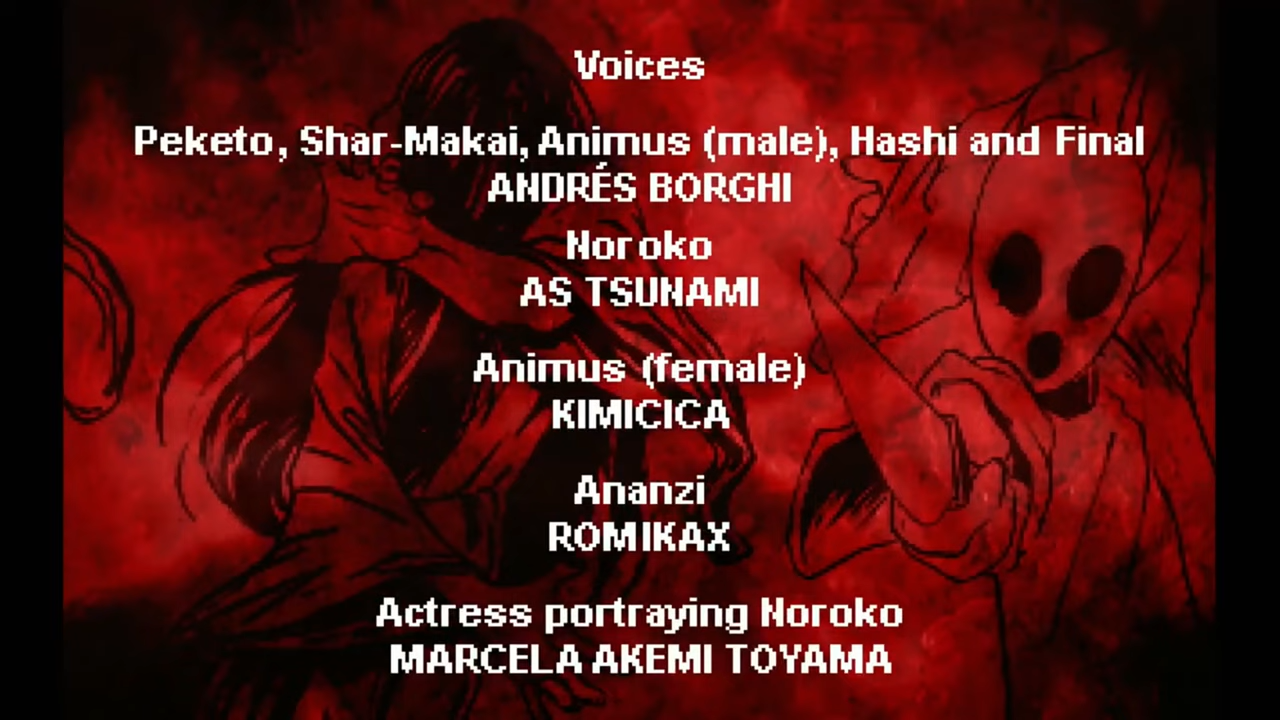 Voices
Peketo, Shar-Makai, Animus (male), Hashi and Final
ANDRÉS BORGHI
Noroko
AS TSUNAMI
Animus (female)
KIMICICA
Ananzi
ROMIKAX
Actress portraying Noroko
MARCELA AKEMI TOYAMA